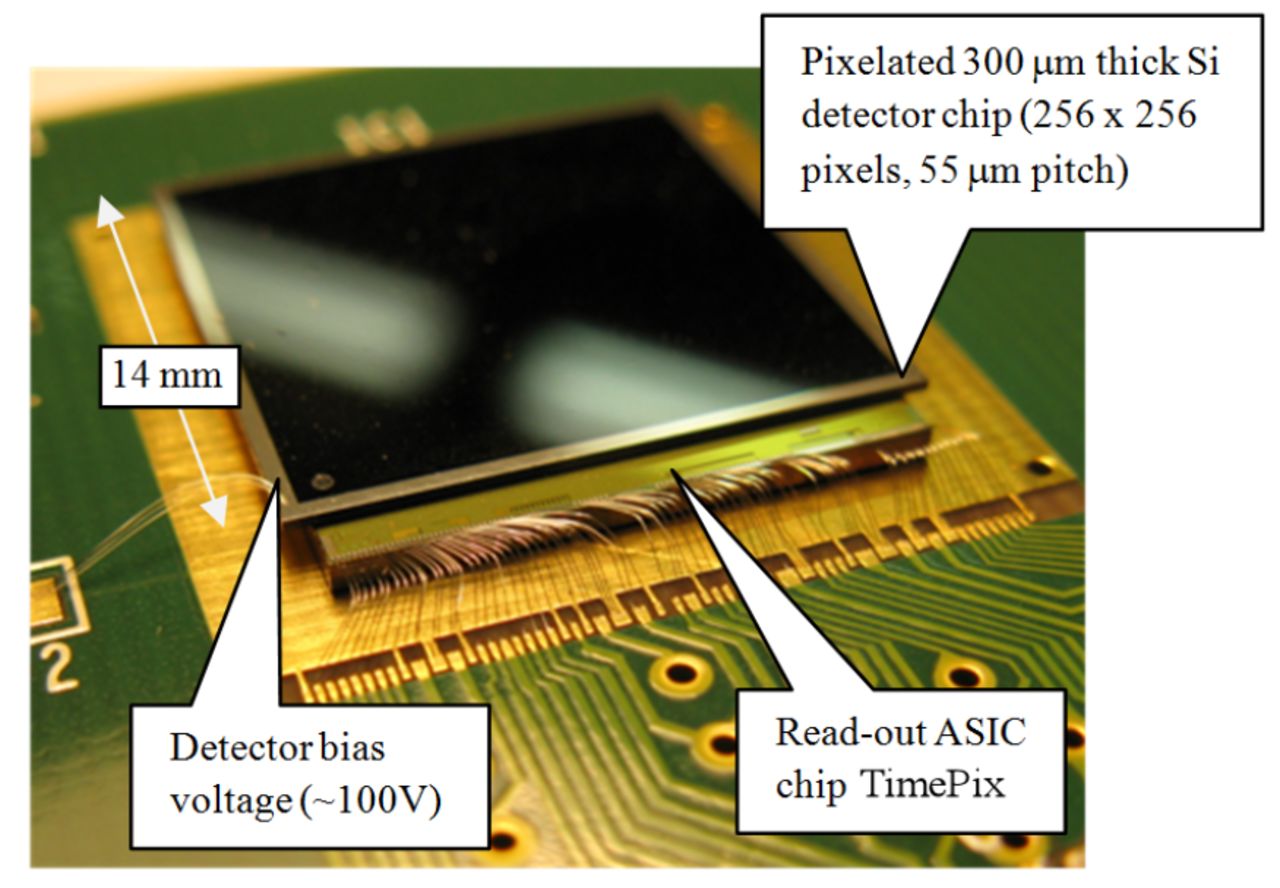 Pixelated 300 μm thick Si
detector chip (256 x 256
pixels, 55 μm pitch)
14 mm
2
Detector bias
voltage (~100V)
Read-out ASIC
chip TimePix